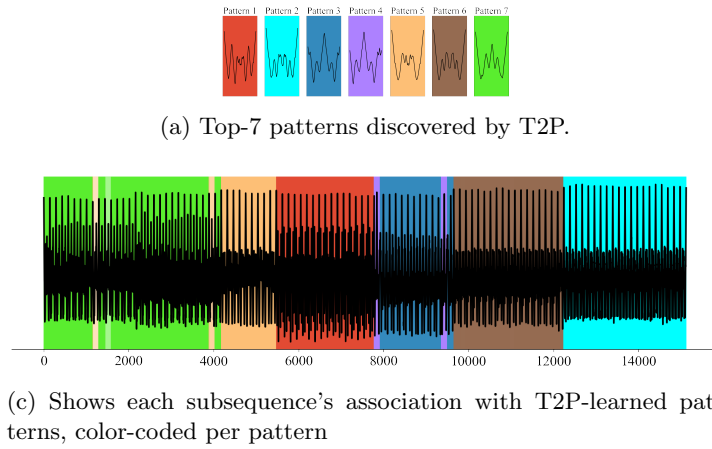 Pattern 1 Pattern 2 Pattern 3 Pattern 4 Pattern 5 Pattern 6 Pattern 7
(a) Top-7 patterns discovered by T2P.
0 2000 4000 6000 8000 10000 12000 14000
(c) Shows each subsequence's association with T2P-learned pat
terns, color-coded per pattern